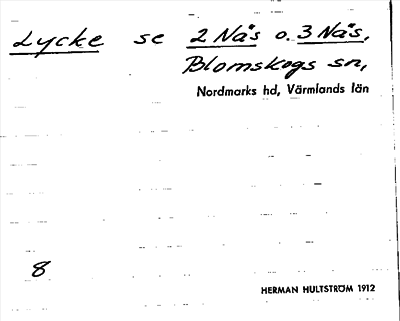 Lycke se 2 Näs o. 3 Näs,
Blomskogs sn,
Nordmarks hd, Värmlands län
8
HERMAN HULTSTRÖM 1912